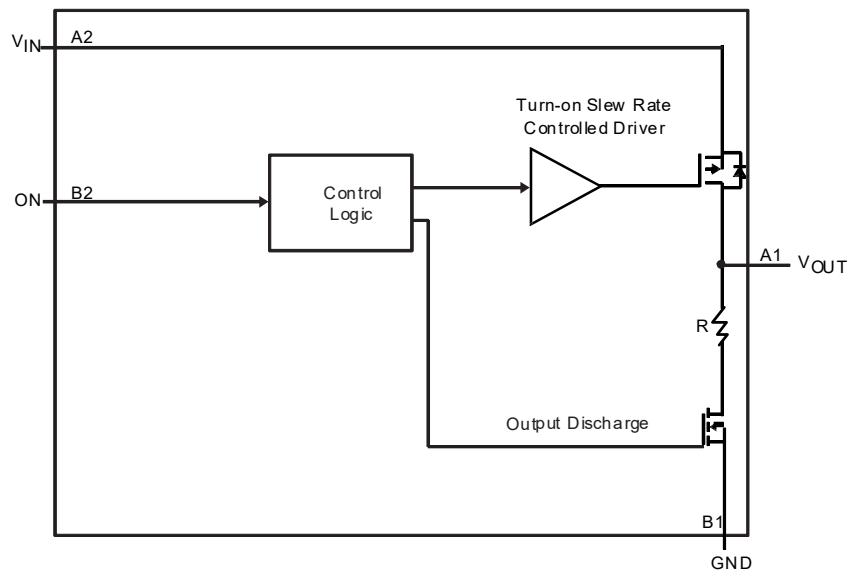 VIN
A2
Turn-on Slew Rate
Controlled Driver
ON
B2
Control
Logic
A1
VOUT
R
Output Discharge
B1
GND